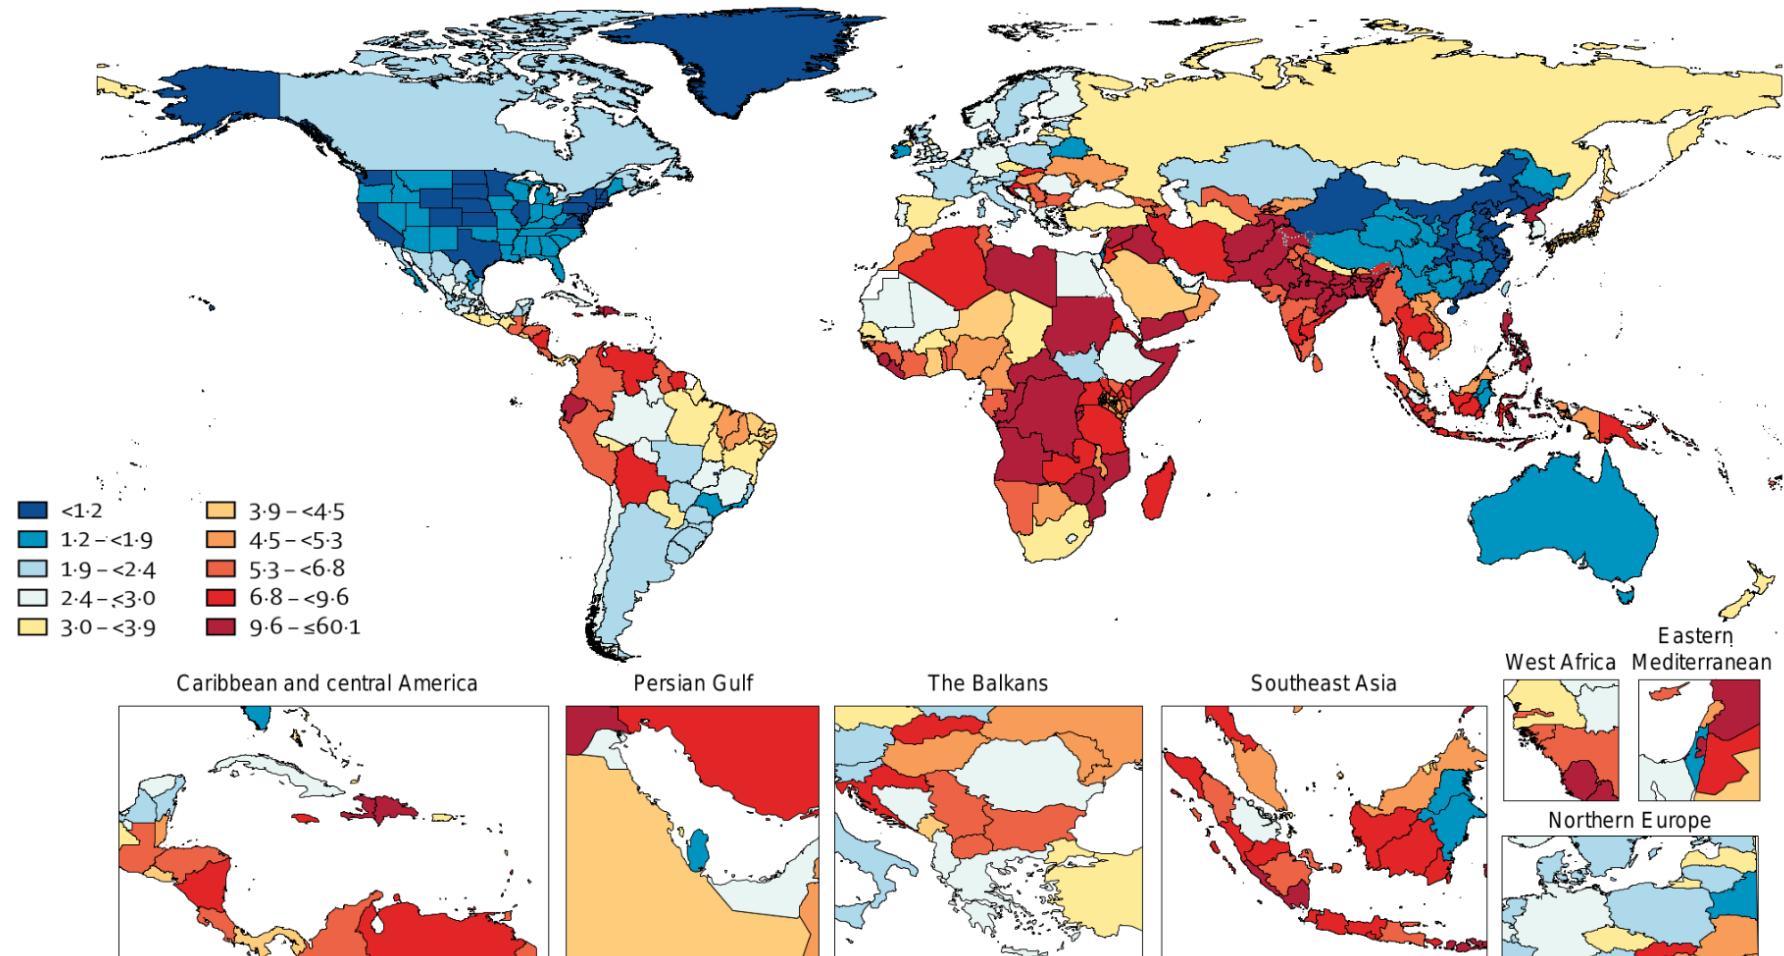 <1·2
1·2–<1·9
1·9–<2·4
2·4–<3·0
3·0–<3·9
3·9–<4·5
4·5–<5·3
5·3–<6·8
6·8–<9·6
9·6–≤60·1
Caribbean and central America
Persian Gulf
The Balkans
Southeast Asia
West Africa
Eastern
Mediterranean
Northern Europe